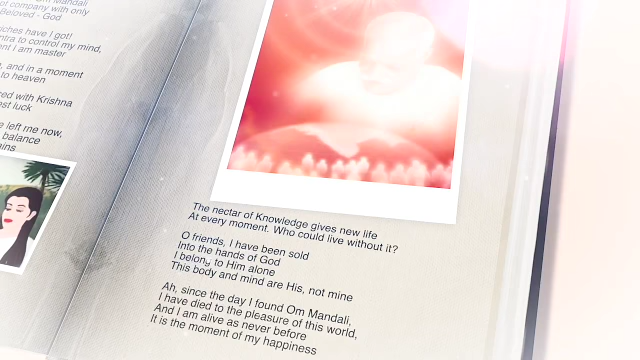 Mandali
of company with only
Beloved - God
riches have I got!
to control my mind,
I am master
and in a moment
to heaven
with Krishna
luck
left me now,
balance
The nectar of Knowledge gives new life
At every moment. Who could live without it?
O friends, I have been sold
Into the hands of God
I belong to Him alone
This body and mind are His, not mine
Ah, since the day I found Om Mandali,
I have died to the pleasure of this world,
And I am alive as never before
It is the moment of my happiness